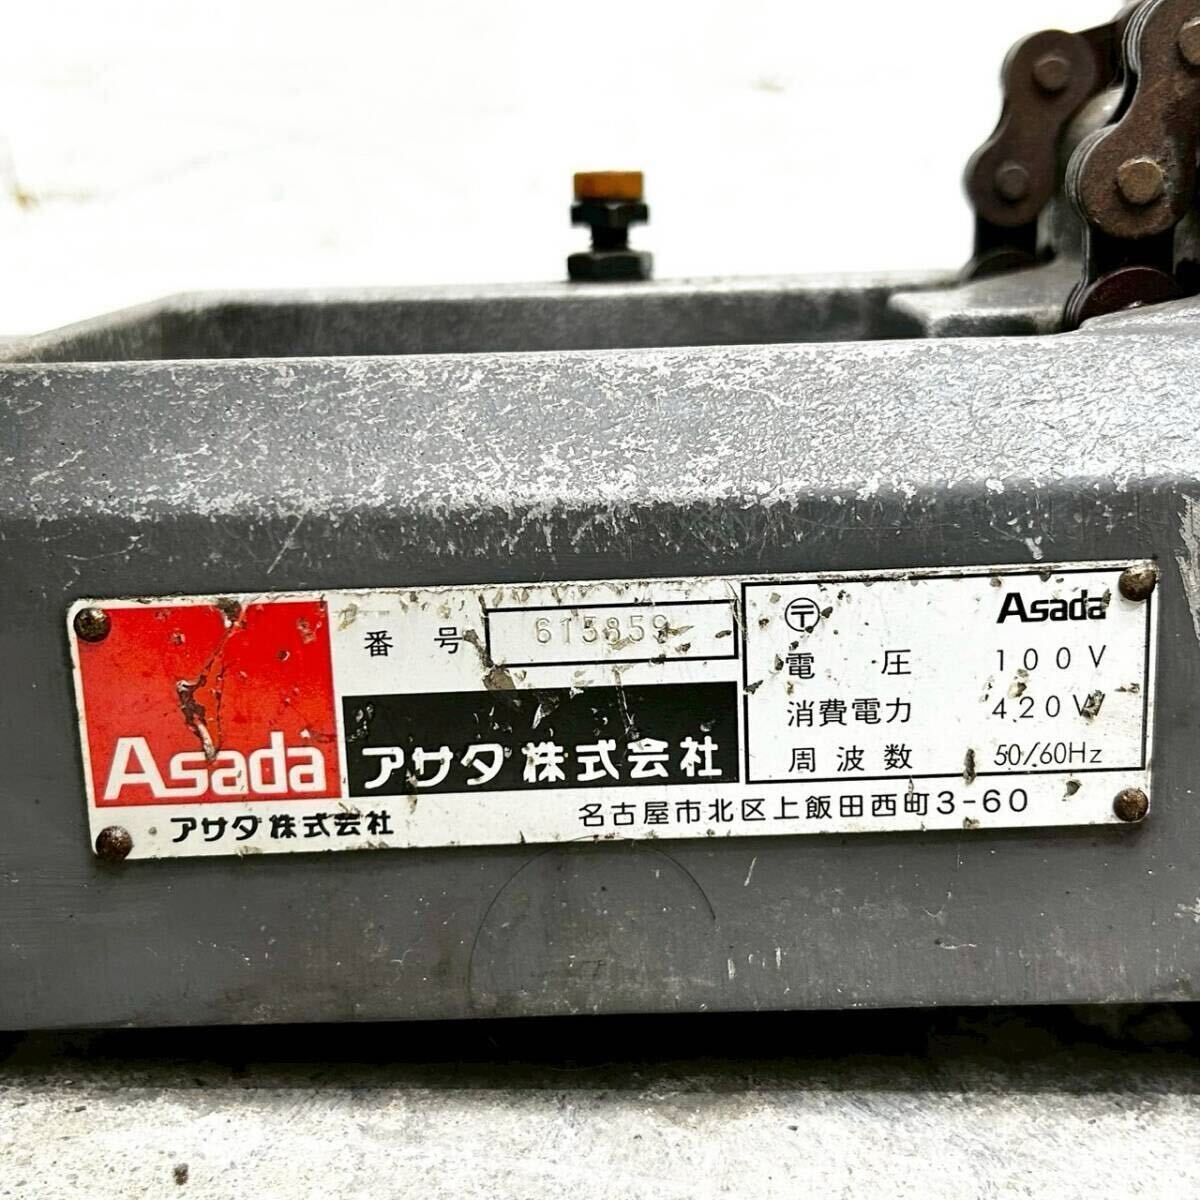 Asada
アサダ株式会社
番号 615859
アサダ株式会社
〒 Asada
電圧 100V
消費電力 420W
周波数 50/60Hz
名古屋市北区上飯田西町3-60